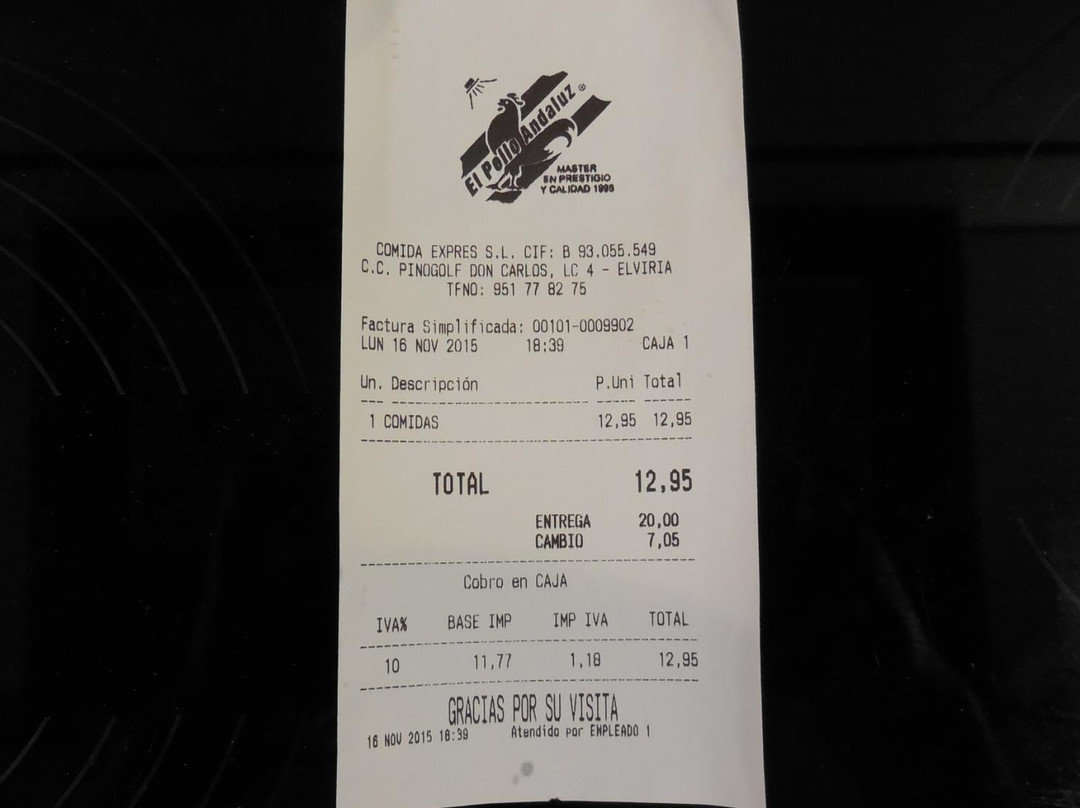 El Pollo Andaluz ®
MASTER
EN PRESTIGIO
Y CALIDAD 1998
COMIDA EXPRES S.L. CIF: B 93.055.549
C.C. PINOGOLF DON CARLOS, LC 4 - ELVIRIA
TFNO: 951 77 82 75
Factura Simplificada: 00101-0009902
LUN 16 NOV 2015 18:39 CAJA 1
Un. Descripción P.Uni Total
1 COMIDAS 12,95 12,95
TOTAL 12,95
ENTREGA 20,00
CAMBIO 7,05
Cobro en CAJA
IVA% BASE IMP IMP IVA TOTAL
10 11,77 1,18 12,95
GRACIAS POR SU VISITA
16 NOV 2015 18:39 Atendido por EMPLEADO 1